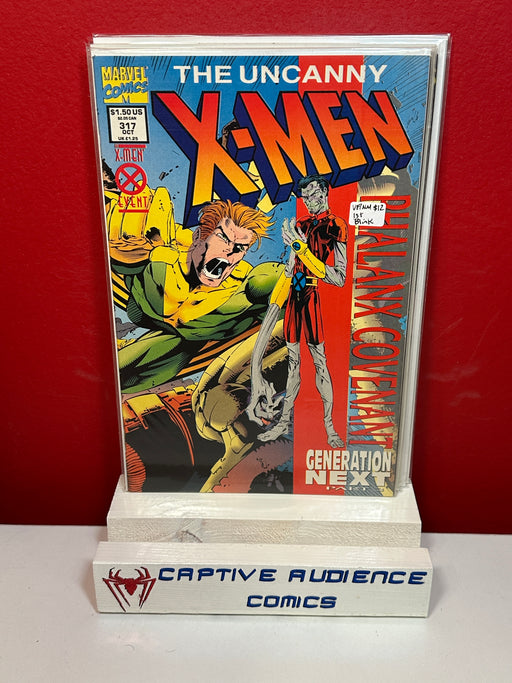 MARVEL
COMICS
$1.50 US
$2.05 CAN
317
OCT
UK £1.25
X-MEN
EVENT
THE UNCANNY
X-MEN
VF/NM $12
1st
Blink
PHALANX COVENANT
GENERATION
NEXT
PART
CAPTIVE AUDIENCE
COMICS